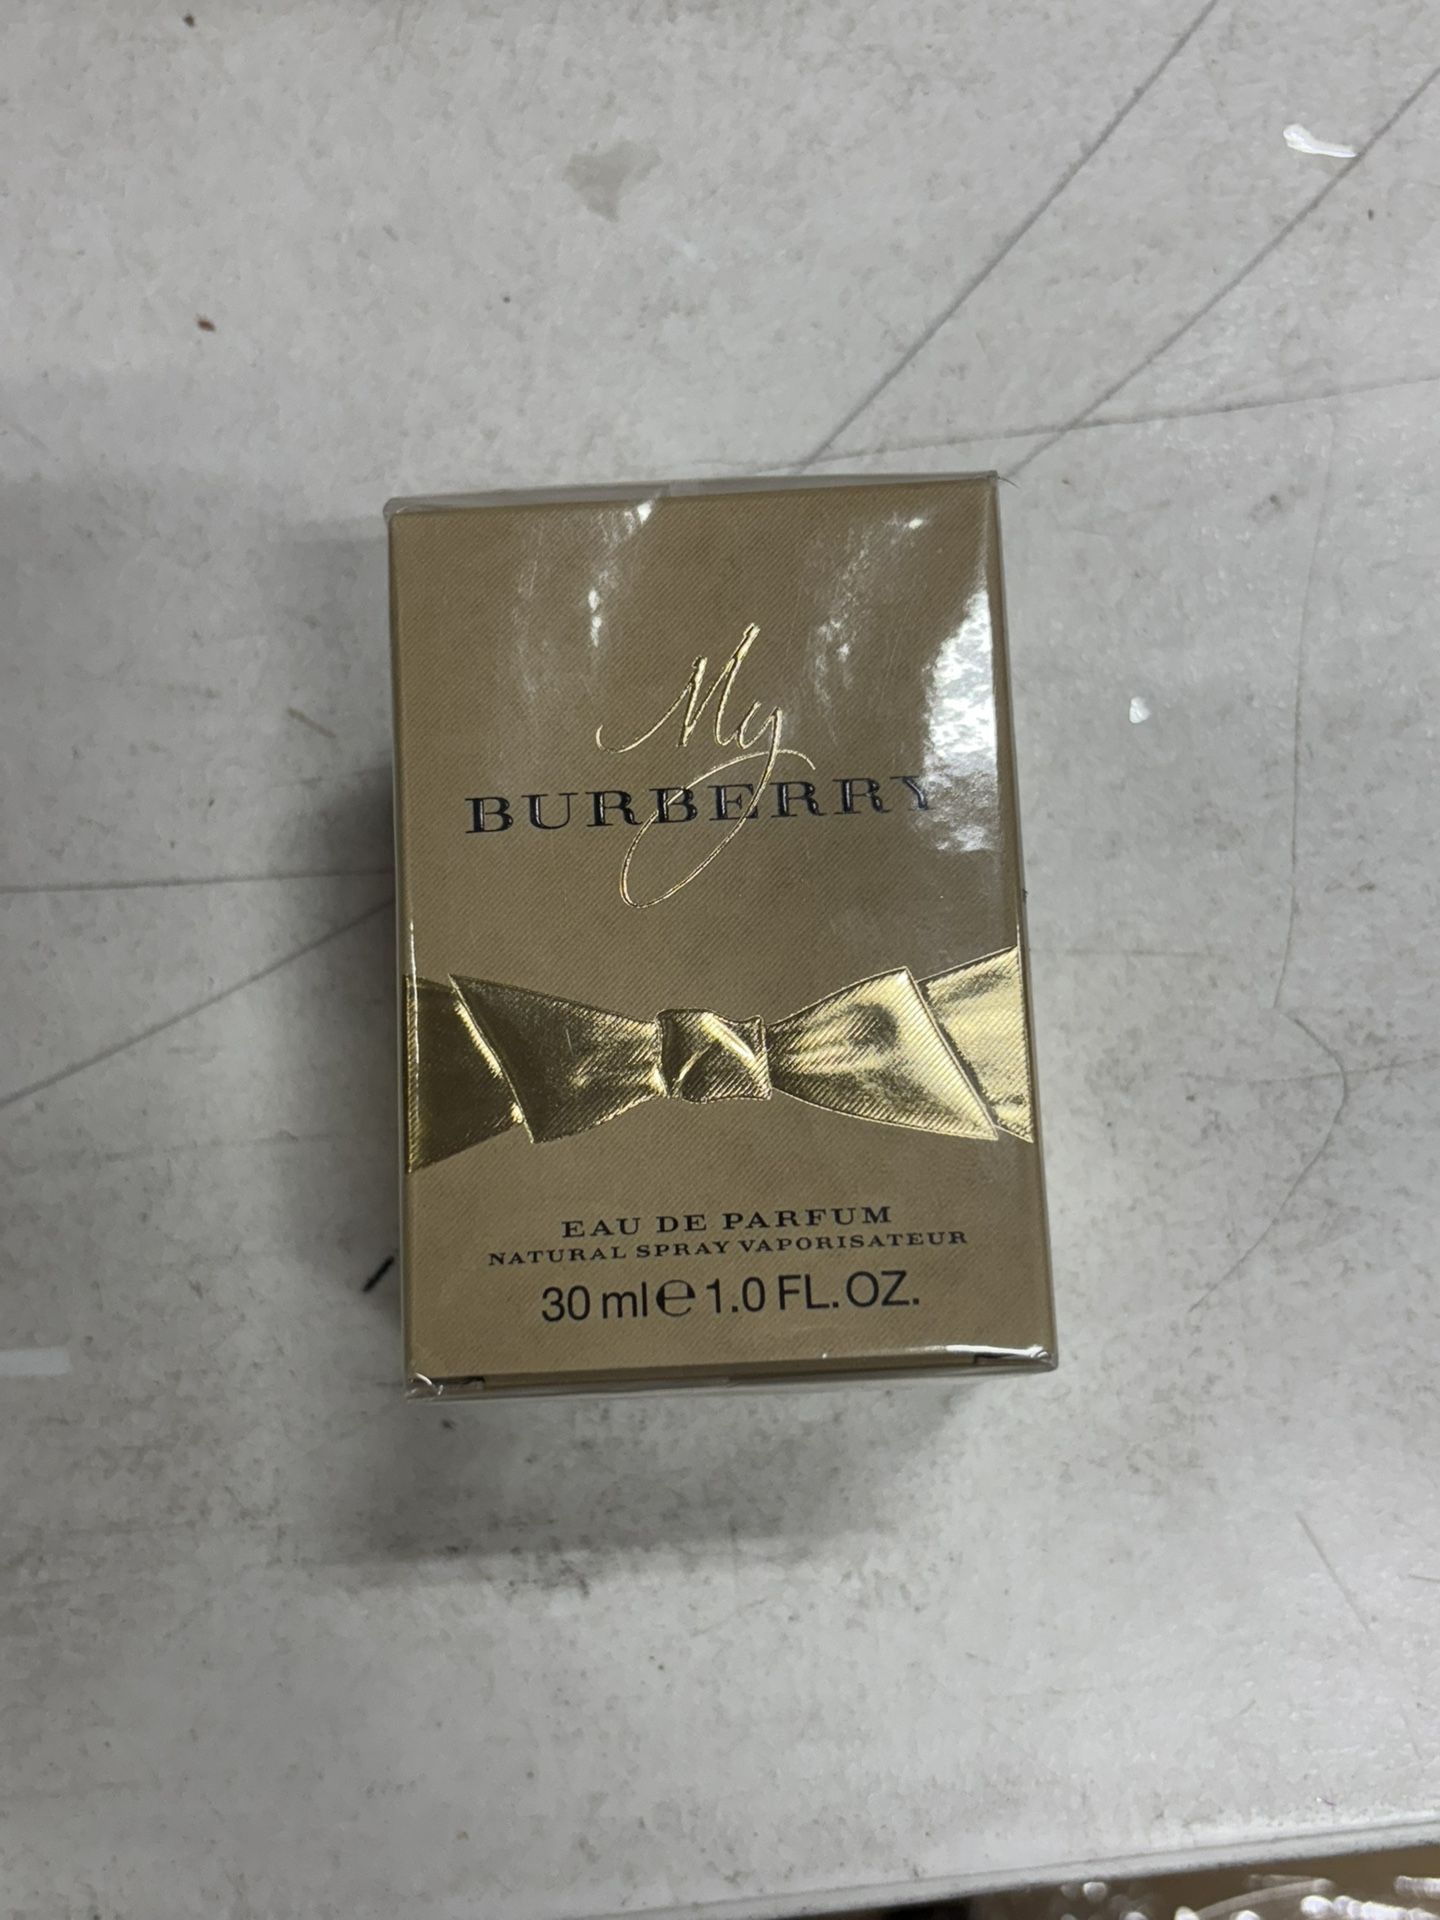 My
BURBERRY
EAU DE PARFUM
NATURAL SPRAY VAPORISATEUR
30 ml e 1.0 FL. OZ.